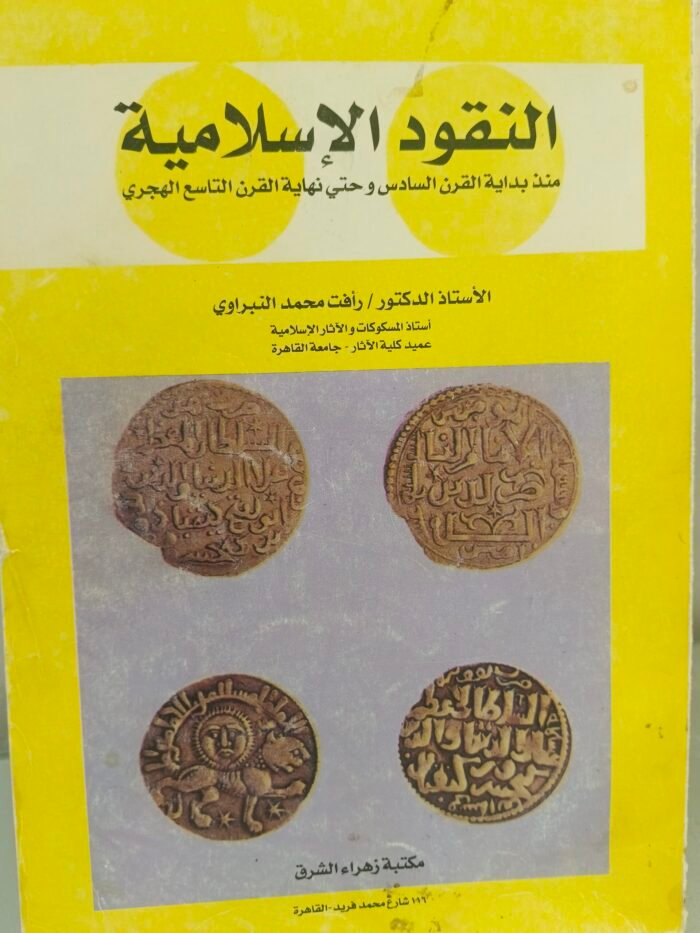 النقود الإسلامية
منذ بداية القرن السادس وحتي نهاية القرن التاسع الهجري
الأستاذ الدكتور / رأفت محمد النبراوي
أستاذ المسكوكات والآثار الإسلامية
عميد كلية الآثار - جامعة القاهرة
مكتبة زهراء الشرق
١١٦ شارع محمد فريد - القاهرة